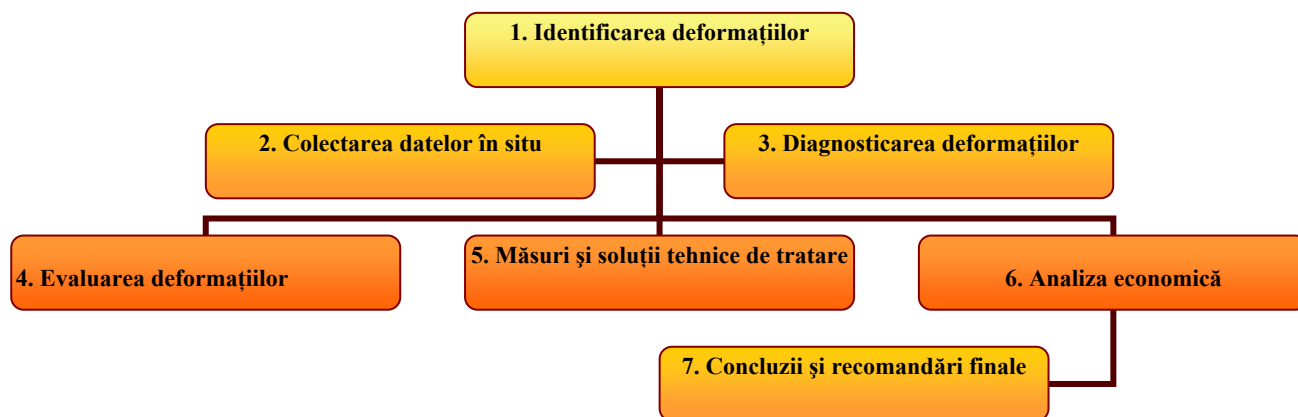 1. Identificarea deformațiilor
2. Colectarea datelor în situ
3. Diagnosticarea deformațiilor
4. Evaluarea deformațiilor
5. Măsuri şi soluții tehnice de tratare
6. Analiza economică
7. Concluzii şi recomandări finale